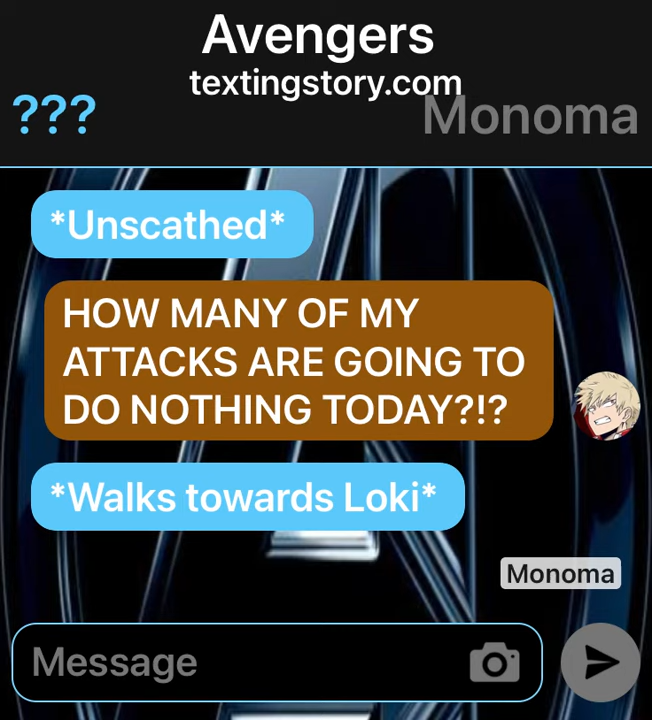 Avengers
textingstory.com
??? Monoma
*Unscathed*
HOW MANY OF MY
ATTACKS ARE GOING TO
DO NOTHING TODAY?!?
*Walks towards Loki*
Monoma
Message